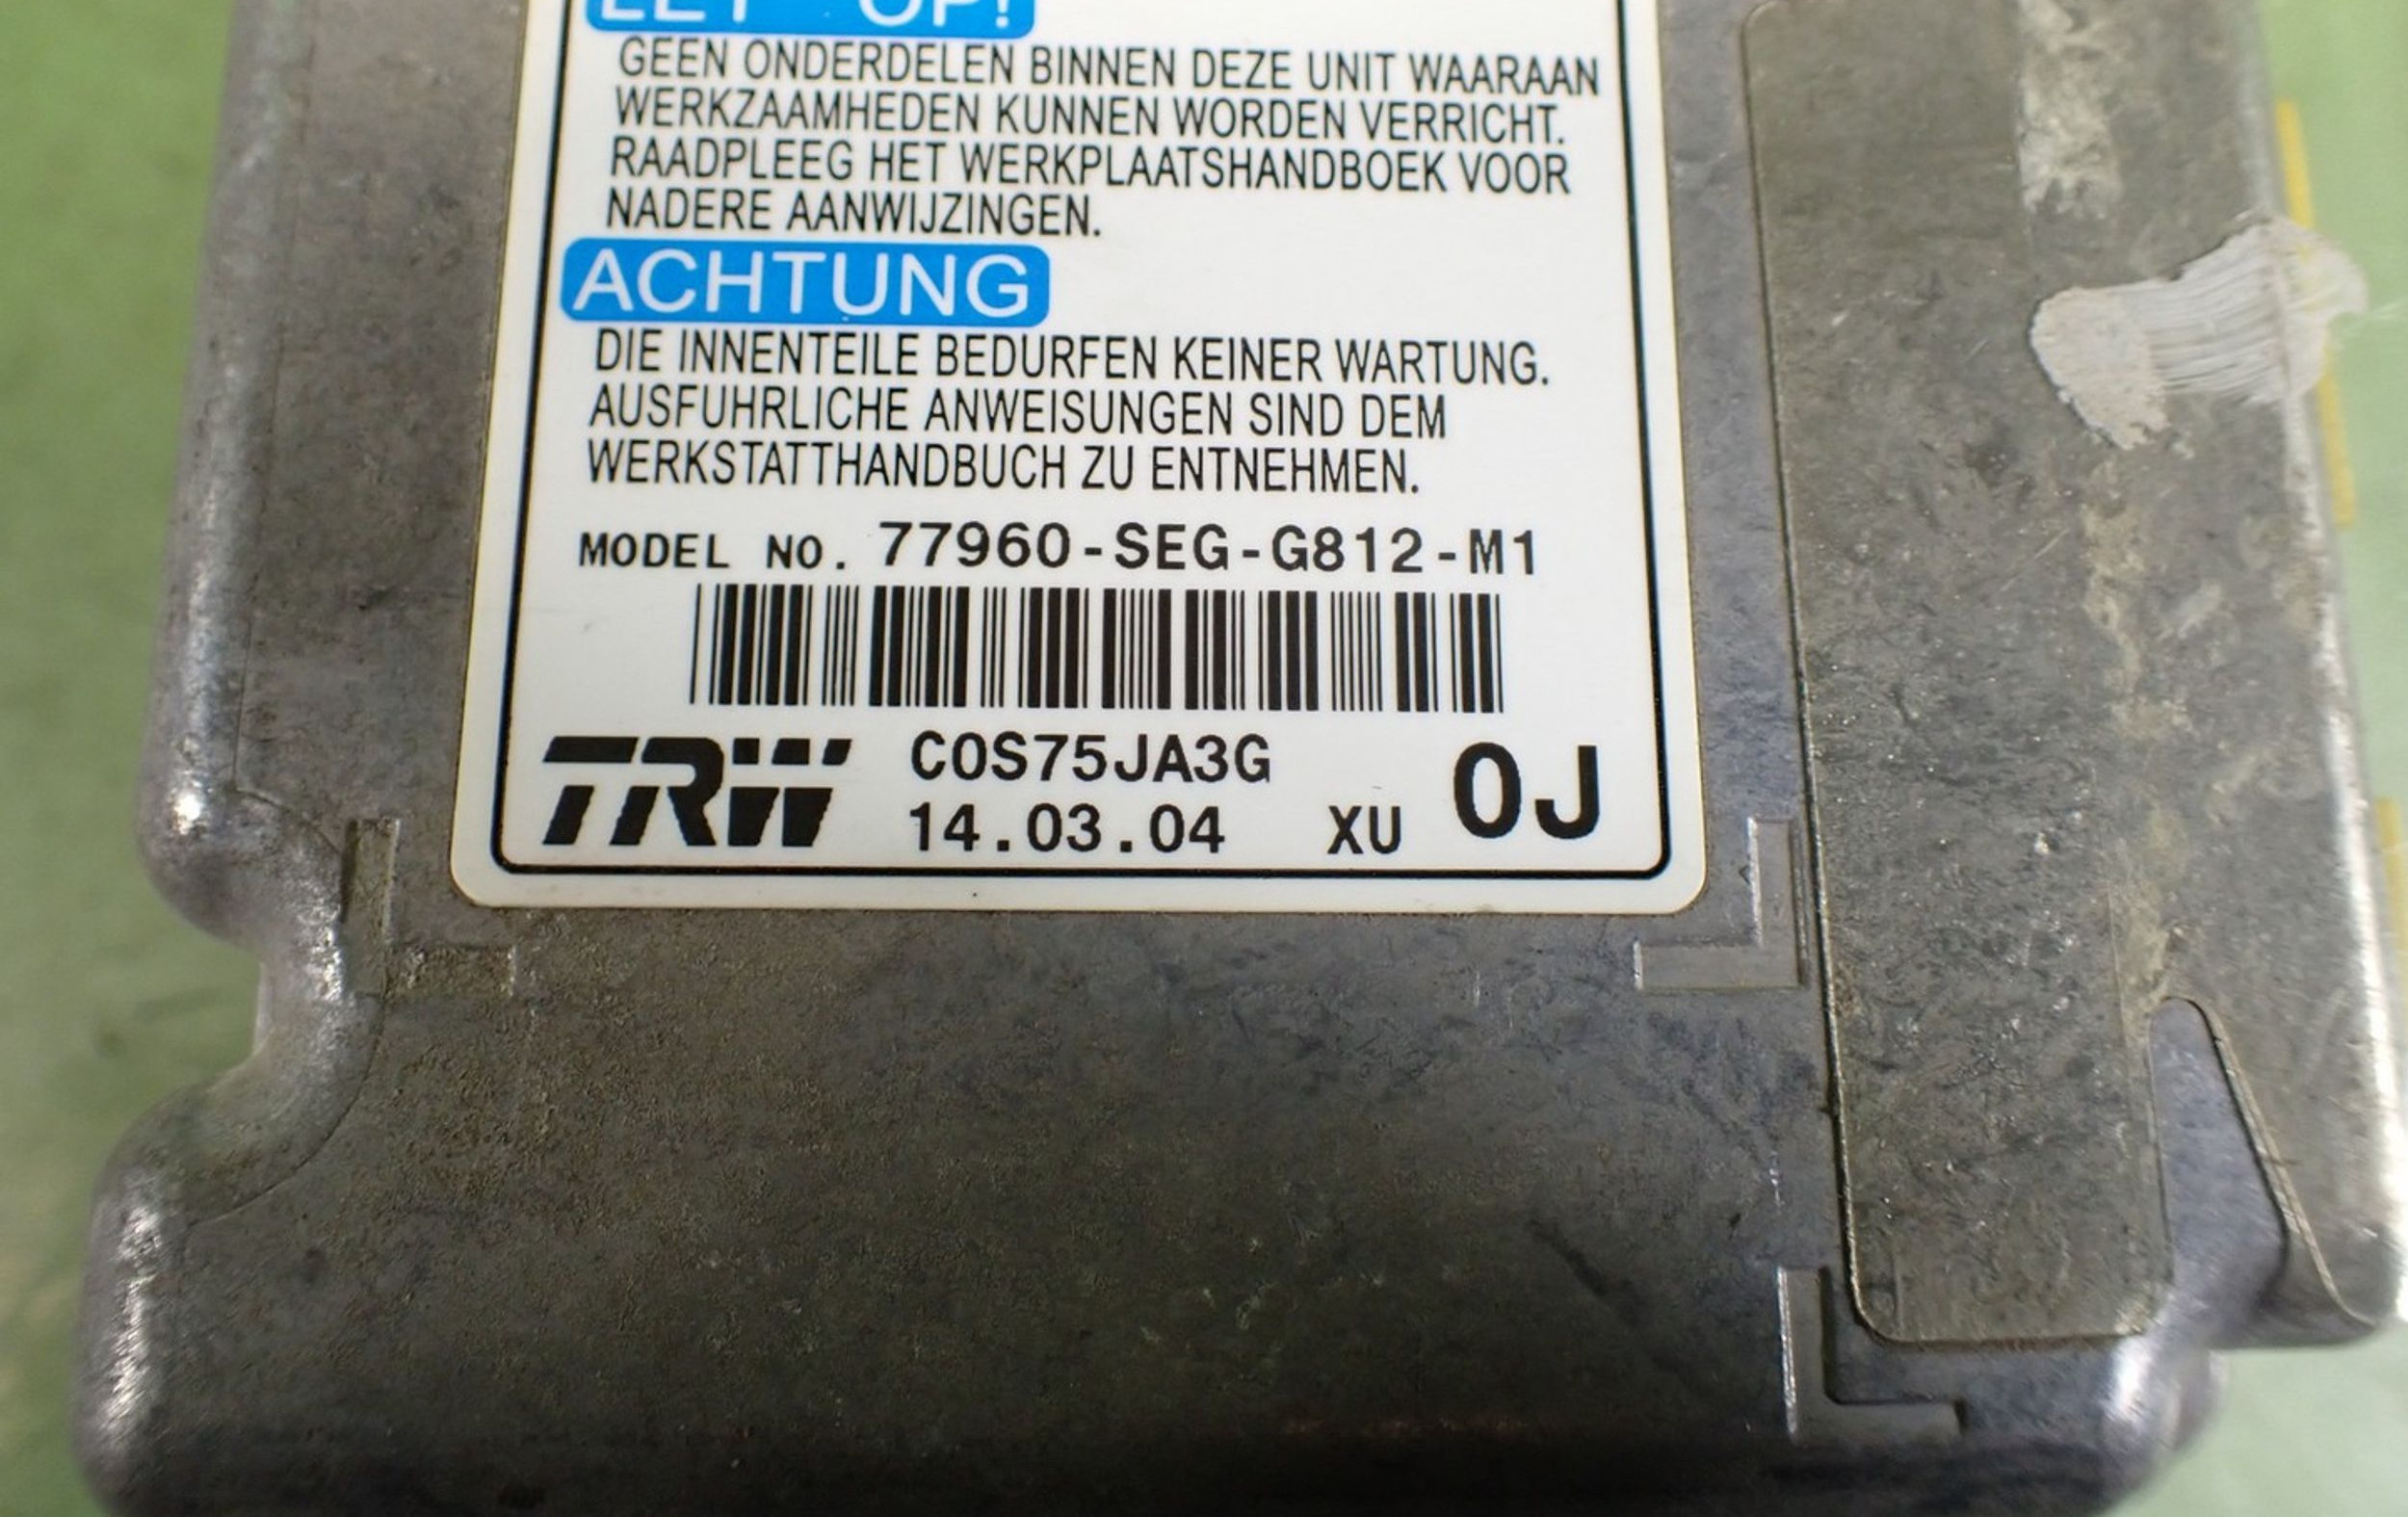 LET OP!
GEEN ONDERDELEN BINNEN DEZE UNIT WAARAAN
WERKZAAMHEDEN KUNNEN WORDEN VERRICHT.
RAADPLEEG HET WERKPLAATSHANDBOEK VOOR
NADERE AANWIJZINGEN.
ACHTUNG
DIE INNENTEILE BEDURFEN KEINER WARTUNG.
AUSFUHRLICHE ANWEISUNGEN SIND DEM
WERKSTATTHANDBUCH ZU ENTNEHMEN.
MODEL NO. 77960-SEG-G812-M1
TRW C0S75JA3G
14.03.04 XU 0J